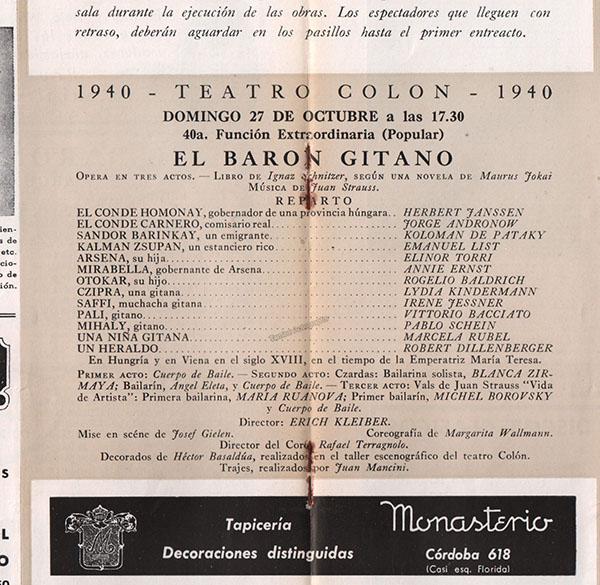 sala durante la ejecución de las obras. Los espectadores que lleguen con
retraso, deberán aguardar en los pasillos hasta el primer entreacto.
1940 - TEATRO COLON - 1940
DOMINGO 27 DE OCTUBRE a las 17.30
40a. Función Extraordinaria (Popular)
EL BARON GITANO
OPERA EN TRES ACTOS. — LIBRO DE Ignaz Schnitzer, SEGÚN UNA NOVELA DE Maurus Jokai
MÚSICA DE Juan Strauss.
REPARTO
EL CONDE HOMONAY, gobernador de una provincia húngara.. HERBERT JANSSEN
EL CONDE CARNERO, comisario real. JORGE ANDRONOW
SANDOR BARINKAY, un emigrante. KOLOMAN DE PATAKY
KALMAN ZSUPAN, un estanciero rico. EMANUEL LIST
ARSENA, su hija. ELINOR TORRI
MIRABELLA, gobernante de Arsena. ANNIE ERNST
OTOKAR, su hijo. ROGELIO BALDRICH
CZIPRA, una gitana. LYDIA KINDERMANN
SAFFI, muchacha gitana. IRENE JESSNER
PALI, gitano. VITTORIO BACCIATO
MIHALY, gitano. PABLO SCHEIN
UNA NIÑA GITANA. MARCELA RUBEL
UN HERALDO. ROBERT DILLENBERGER
En Hungría y en Viena en el siglo XVIII, en el tiempo de la Emperatriz María Teresa.
PRIMER ACTO: Cuerpo de Baile. — SEGUNDO ACTO: Czardas: Bailarina solista, BLANCA ZIR-
MAYA; Bailarín, Angel Eleta, y Cuerpo de Baile. — TERCER ACTO: Vals de Juan Strauss "Vida
de Artista": Primera bailarina, MARIA RUANOVA; Primer bailarín, MICHEL BOROVSKY
y Cuerpo de Baile.
Director: ERICH KLEIBER.
Mise en scéne de Josef Gielen. Coreografía de Margarita Wallmann.
Director del Coro Rafael Terragnolo.
Decorados de Héctor Basaldúa, realizados en el taller escenográfico del teatro Colón.
Trajes, realizados por Juan Mancini.
Tapicería
Decoraciones distinguidas
Monasterio
Córdoba 618
(Casi esq. Florida)
ien-
s de
etc.
cio-
o de
ión.
S
L
O